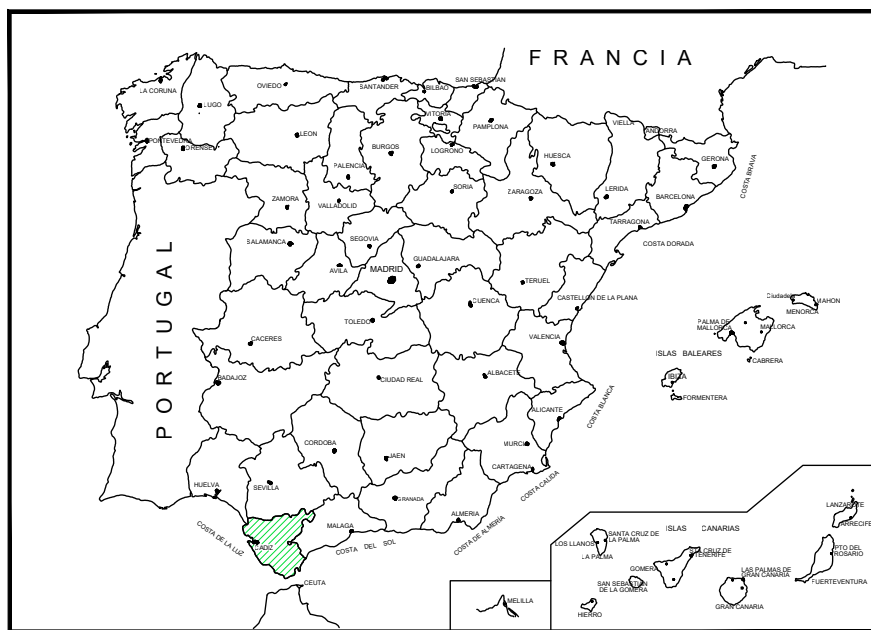 FRANCIA
LA CORUNA
LUGO
OVIEDO
SANTANDER
BILBAO
SAN SEBASTIAN
VITORIA
PAMPLONA
VIELLA
ANDORRA
PONTEVEDRA
ORENSE
LEON
PALENCIA
BURGOS
LOGROÑO
HUESCA
GERONA
COSTA BRAVA
ZAMORA
VALLADOLID
SORIA
ZARAGOZA
LERIDA
BARCELONA
TARRAGONA
COSTA DORADA
SALAMANCA
SEGOVIA
AVILA
MADRID
GUADALAJARA
TERUEL
CASTELLON DE LA PLANA
PORTUGAL
CACERES
TOLEDO
CUENCA
VALENCIA
Ciudadela
MAHON
MENORCA
PALMA DE
MALLORCA
MALLORCA
CABRERA
ISLAS BALEARES
IBIZA
FORMENTERA
BADAJOZ
CIUDAD REAL
ALBACETE
ALICANTE
COSTA BLANCA
CORDOBA
JAEN
MURCIA
CARTAGENA
COSTA CALIDA
HUELVA
SEVILLA
GRANADA
ALMERIA
COSTA DE ALMERIA
COSTA DE LA LUZ
CADIZ
MALAGA
COSTA DEL SOL
CEUTA
MELILLA
ISLAS CANARIAS
LOS LLANOS
SANTA CRUZ DE
LA PALMA
LA PALMA
GOMERA
SAN SEBASTIAN
DE LA GOMERA
HIERRO
STA CRUZ DE
TENERIFE
LAS PALMAS DE
GRAN CANARIA
GRAN CANARIA
LANZAROTE
ARRECIFE
PTO DEL
ROSARIO
FUERTEVENTURA